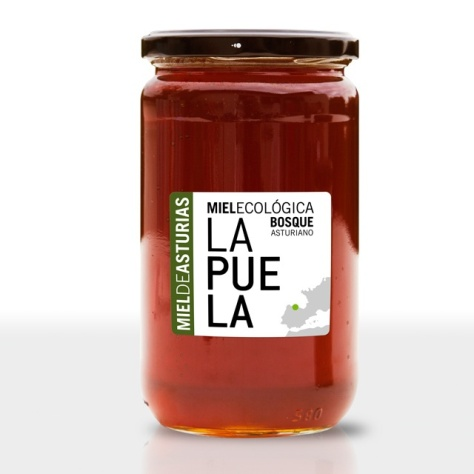 MIELDEASTURIAS
MIELECOLÓGICA
BOSQUE
ASTURIANO
LA
PUE
LA